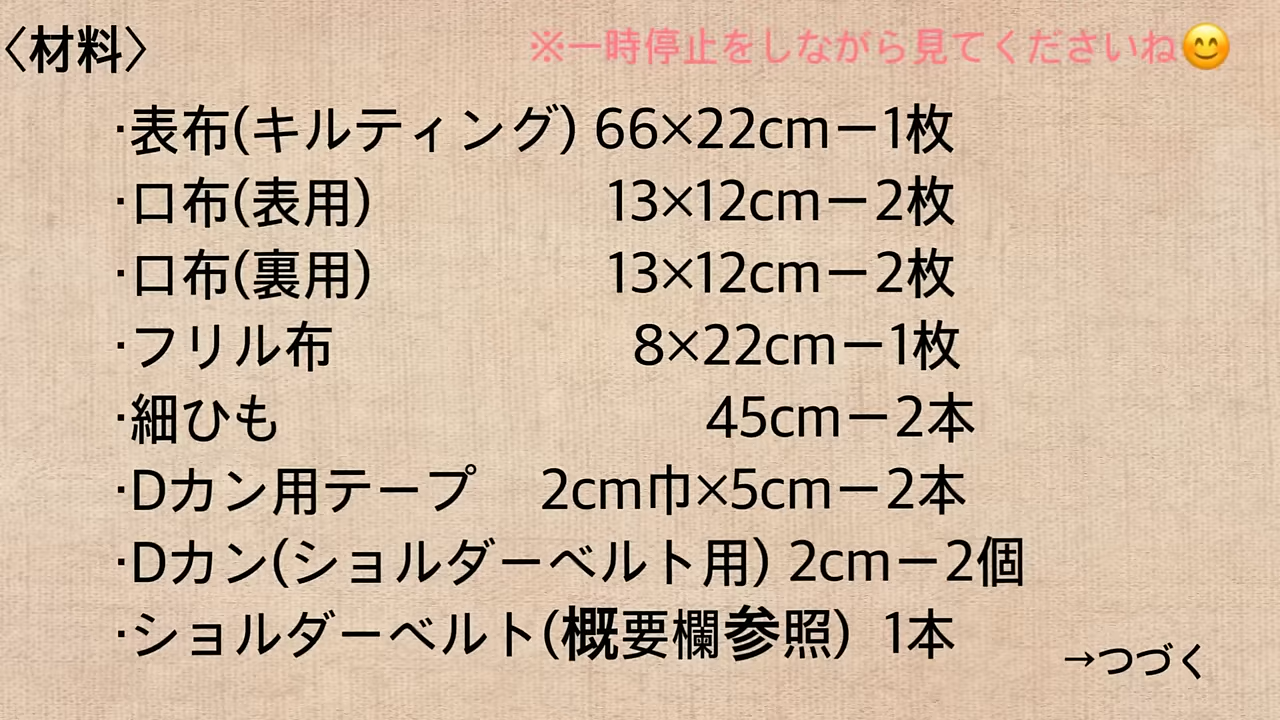 〈材料〉
※一時停止をしながら見てくださいね😊
·表布(キルティング) 66×22cmー1枚
·口布(表用) 13×12cmー2枚
·口布(裏用) 13×12cmー2枚
·フリル布 8×22cmー1枚
·細ひも 45cmー2本
·Dカン用テープ 2cm巾×5cmー2本
·Dカン(ショルダーベルト用) 2cmー2個
·ショルダーベルト(概要欄参照) 1本
→つづく